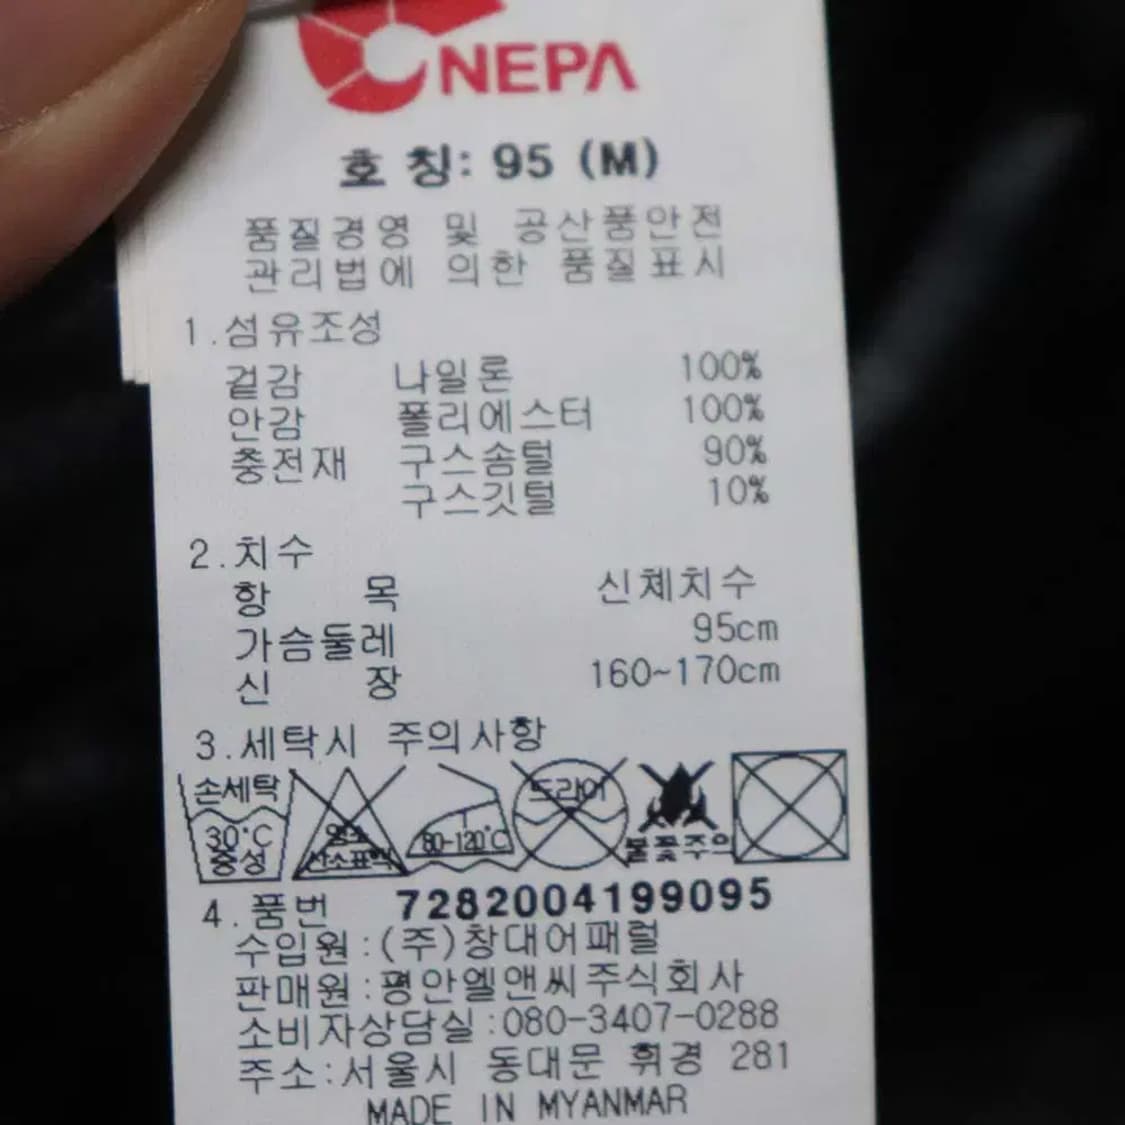 NEPA
호 칭: 95 (M)
품질경영 및 공산품안전
관리법에 의한 품질표시
1.섬유조성
겉감 나일론 100%
안감 폴리에스터 100%
충전재 구스솜털 90%
구스깃털 10%
2.치수
항 목 신체치수
가슴둘레 95cm
신 장 160~170cm
3.세탁시 주의사항
손세탁 30°C 중성
염소 산소표백
80-120°C
드라이
불꽃주의
4.품번 7282004199095
수입원:(주)창대어패럴
판매원:평안엘앤씨주식회사
소비자상담실:080-3407-0288
주소:서울시 동대문 휘경 281
MADE IN MYANMAR